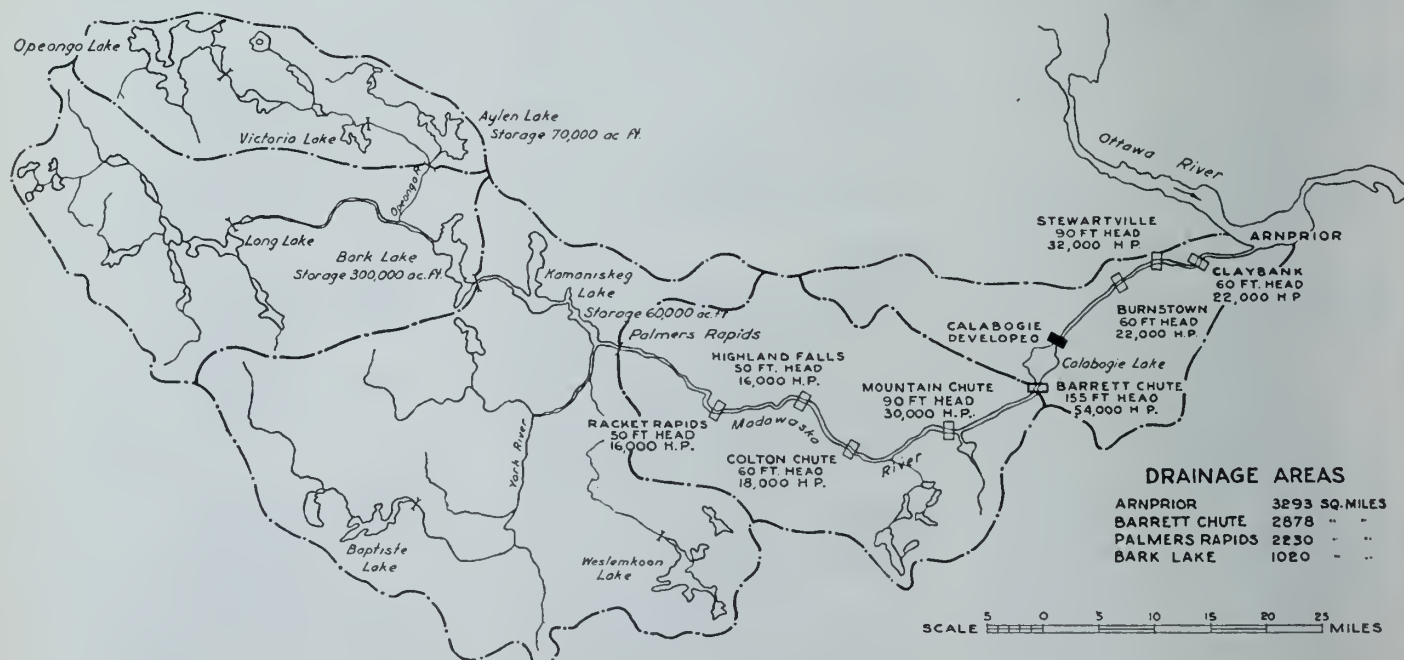 Opeongo Lake
Aylen Lake
Storage 70,000 ac ft.
Victoria Lake
Opeongo R.
Long Lake
Bark Lake
Storage 300,000 ac. ft.
Kamaniskeg
Lake
Storage 60,000 ac. ft
Palmers Rapids
Ottawa River
STEWARTVILLE
90 FT HEAD
32,000 H.P.
ARNPRIOR
CLAYBANK
60 FT. HEAD
22,000 H.P
BURNSTOWN
60 FT HEAD
22,000 H.P.
CALABOGIE
DEVELOPED
Calabogie Lake
BARRETT CHUTE
155 FT HEAD
54,000 H P.
HIGHLAND FALLS
50 FT. HEAD
16,000 H.P.
MOUNTAIN CHUTE
90 FT HEAD
30,000 H.P.
RACKET RAPIDS
50 FT HEAD
16,000 H.P.
Madawaska
River
COLTON CHUTE
60 FT. HEAD
18,000 H P.
York River
Baptiste
Lake
Weslemkoon
Lake
DRAINAGE AREAS
ARNPRIOR 3293 SQ. MILES
BARRETT CHUTE 2878 " "
PALMERS RAPIDS 2230 " "
BARK LAKE 1020 " "
SCALE 5 0 5 10 15 20 25 MILES